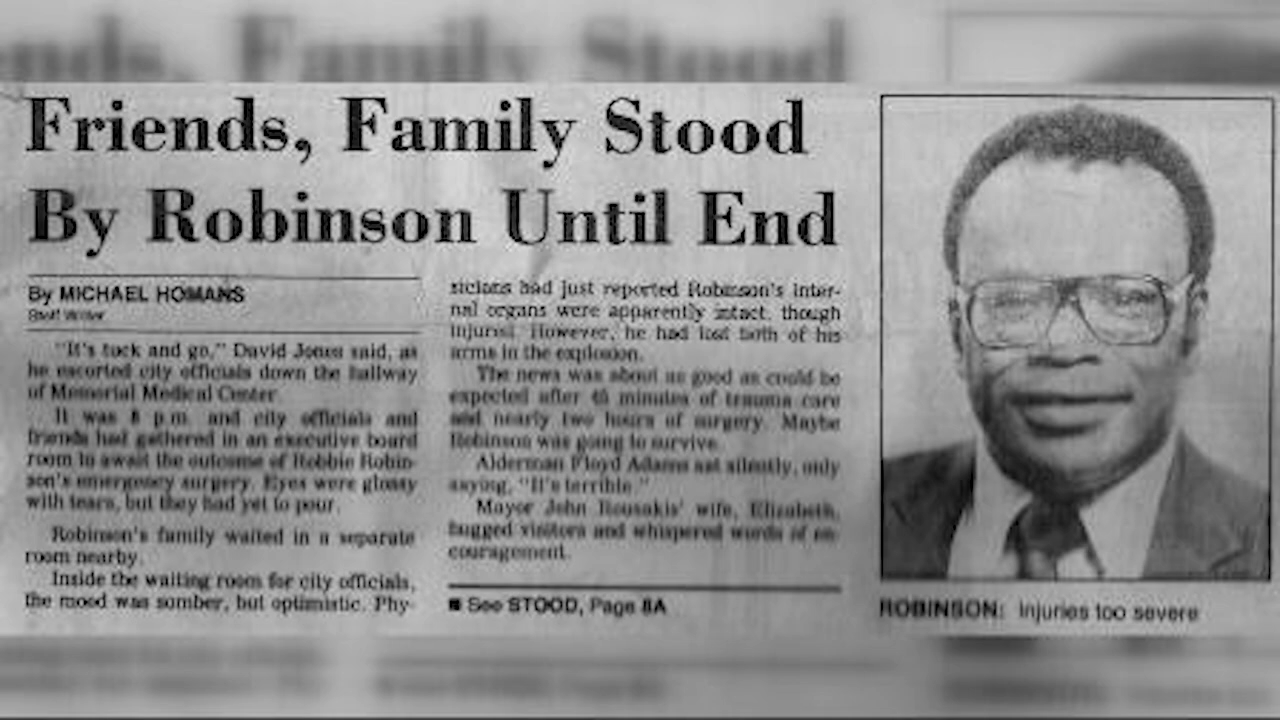 Friends, Family Stood
By Robinson Until End
By MICHAEL HOMANS
Staff Writer
"It's tuck and go," David Jones said, as
he escorted city officials down the hallway
of Memorial Medical Center.
It was 8 p.m. and city officials and
friends had gathered in an executive board
room to await the outcome of Robbie Robin-
son's emergency surgery. Eyes were glossy
with tears, but they had yet to pour.
Robinson's family waited in a separate
room nearby.
Inside the waiting room for city officials,
the mood was somber, but optimistic. Phy-
sicians had just reported Robinson's inter-
nal organs were apparently intact, though
injured. However, he had lost both of his
arms in the explosion.
The news was about as good as could be
expected after 45 minutes of trauma care
and nearly two hours of surgery. Maybe
Robinson was going to survive.
Alderman Floyd Adams sat silently, only
saying, "It's terrible."
Mayor John Rousakis' wife, Elizabeth,
hugged visitors and whispered words of en-
couragement.
■ See STOOD, Page 8A
ROBINSON: Injuries too severe